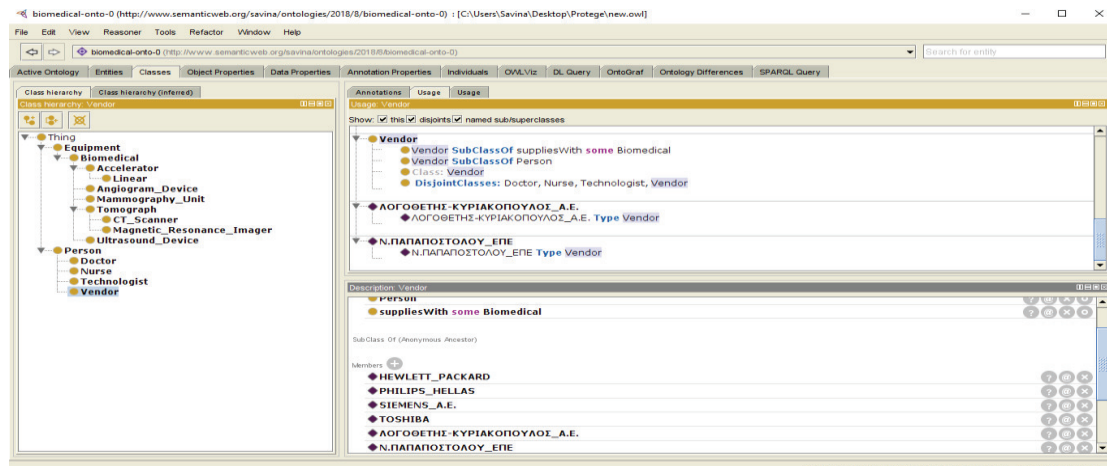 biomedical-onto-0 (http://www.semanticweb.org/savina/ontologies/2018/8/biomedical-onto-0) : [C:\Users\Savina\Desktop\Protege\new.owl]
File Edit View Reasoner Tools Refactor Window Help
biomedical-onto-0 (http://www.semanticweb.org/savina/ontologies/2018/8/biomedical-onto-0)
Search for entity
Active Ontology Entities Classes Object Properties Data Properties Annotation Properties Individuals OWLViz DL Query OntoGraf Ontology Differences SPARQL Query
Class hierarchy Class hierarchy (inferred)
Class hierarchy: Vendor
Thing
Equipment
Biomedical
Accelerator
Linear
Angiogram_Device
Mammography_Unit
Tomograph
CT_Scanner
Magnetic_Resonance_Imager
Ultrasound_Device
Person
Doctor
Nurse
Technologist
Vendor
Annotations Usage Usage
Usage: Vendor
Show: this disjoints named sub/superclasses
Vendor
Vendor SubClassOf suppliesWith some Biomedical
Vendor SubClassOf Person
Class: Vendor
DisjointClasses: Doctor, Nurse, Technologist, Vendor
ΛΟΓΟΘΕΤΗΣ-ΚΥΡΙΑΚΟΠΟΥΛΟΣ_Α.Ε.
ΛΟΓΟΘΕΤΗΣ-ΚΥΡΙΑΚΟΠΟΥΛΟΣ_Α.Ε. Type Vendor
Ν.ΠΑΠΑΠΟΣΤΟΛΟΥ_ΕΠΕ
Ν.ΠΑΠΑΠΟΣΤΟΛΟΥ_ΕΠΕ Type Vendor
Description: Vendor
Person
suppliesWith some Biomedical
SubClass Of (Anonymous Ancestor)
Members
HEWLETT_PACKARD
PHILIPS_HELLAS
SIEMENS_A.E.
TOSHIBA
ΛΟΓΟΘΕΤΗΣ-ΚΥΡΙΑΚΟΠΟΥΛΟΣ_Α.Ε.
Ν.ΠΑΠΑΠΟΣΤΟΛΟΥ_ΕΠΕ